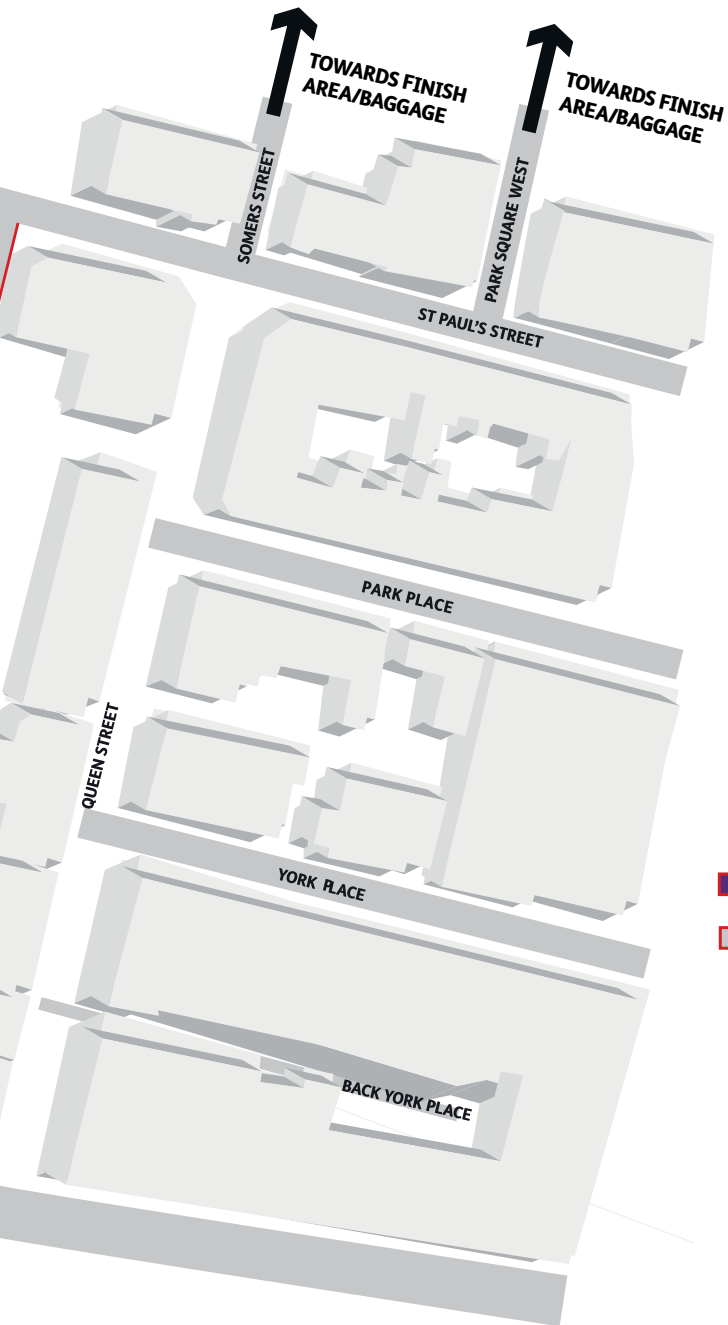 TOWARDS FINISH
AREA/BAGGAGE
TOWARDS FINISH
AREA/BAGGAGE
SOMERS STREET
PARK SQUARE WEST
ST PAUL'S STREET
PARK PLACE
QUEEN STREET
YORK PLACE
BACK YORK PLACE